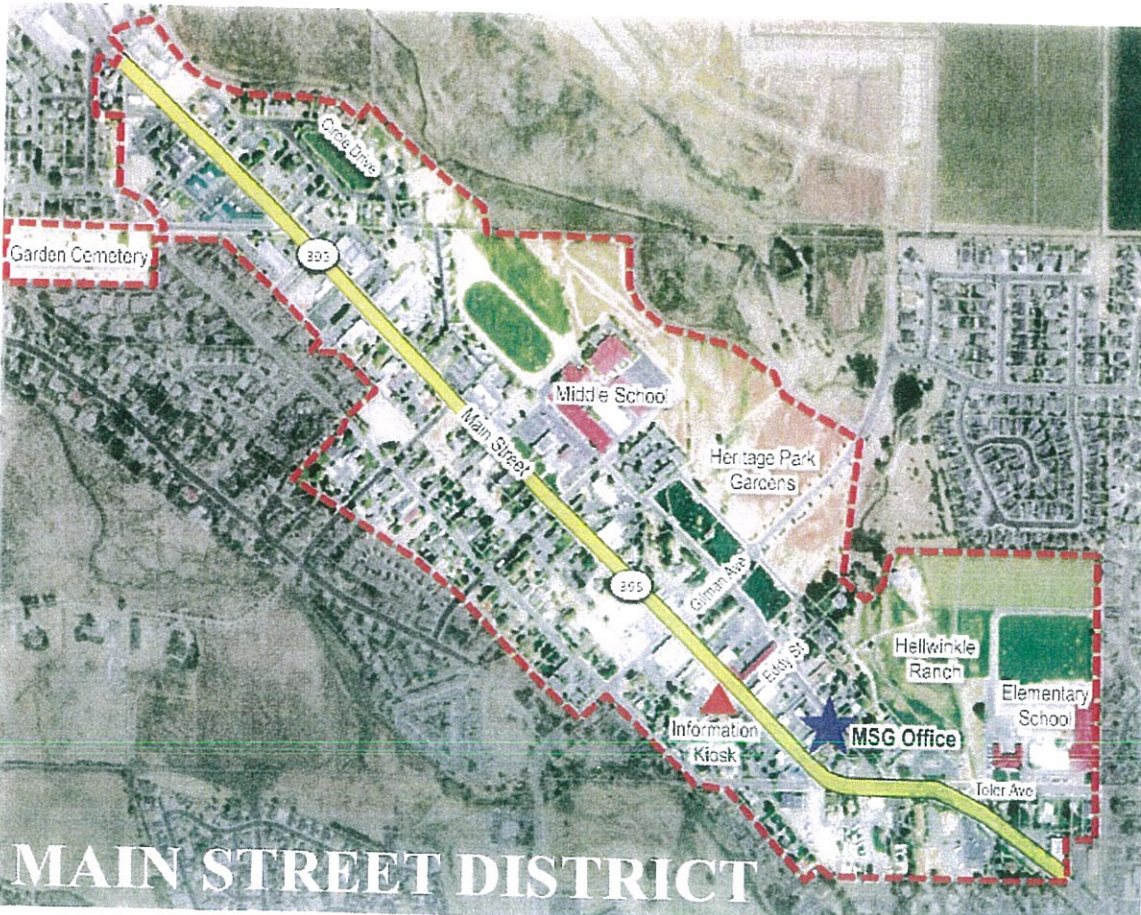 Circle Drive
Garden Cemetery
395
Middle School
Main Street
Heritage Park
Gardens
395
Gilman Ave
Eddy St
Hellwinkle
Ranch
Elementary
School
Information
Kiosk
MSG Office
Toler Ave
MAIN STREET DISTRICT